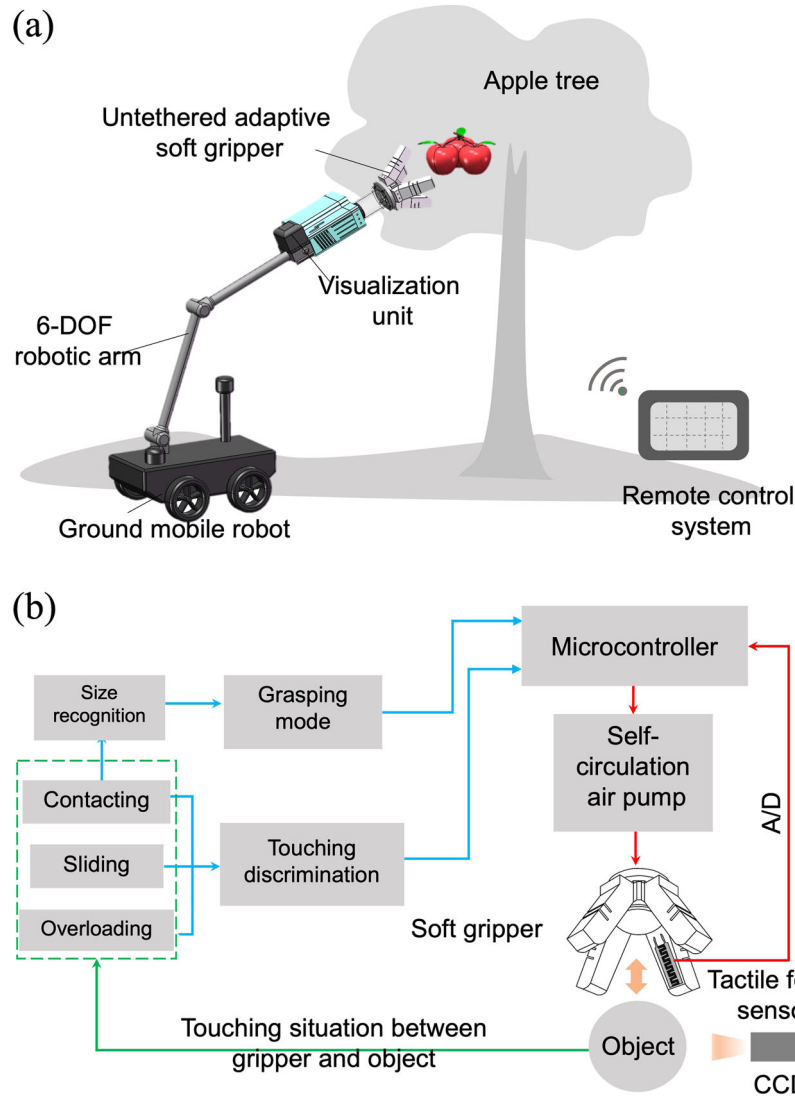 (a)
Apple tree
Untethered adaptive
soft gripper
Visualization
unit
6-DOF
robotic arm
Ground mobile robot
Remote control
system
(b)
Microcontroller
Size
recognition
Grasping
mode
Self-
circulation
air pump
Contacting
A/D
Sliding
Touching
discrimination
Overloading
Soft gripper
Tactile
Touching situation between
gripper and object
Object